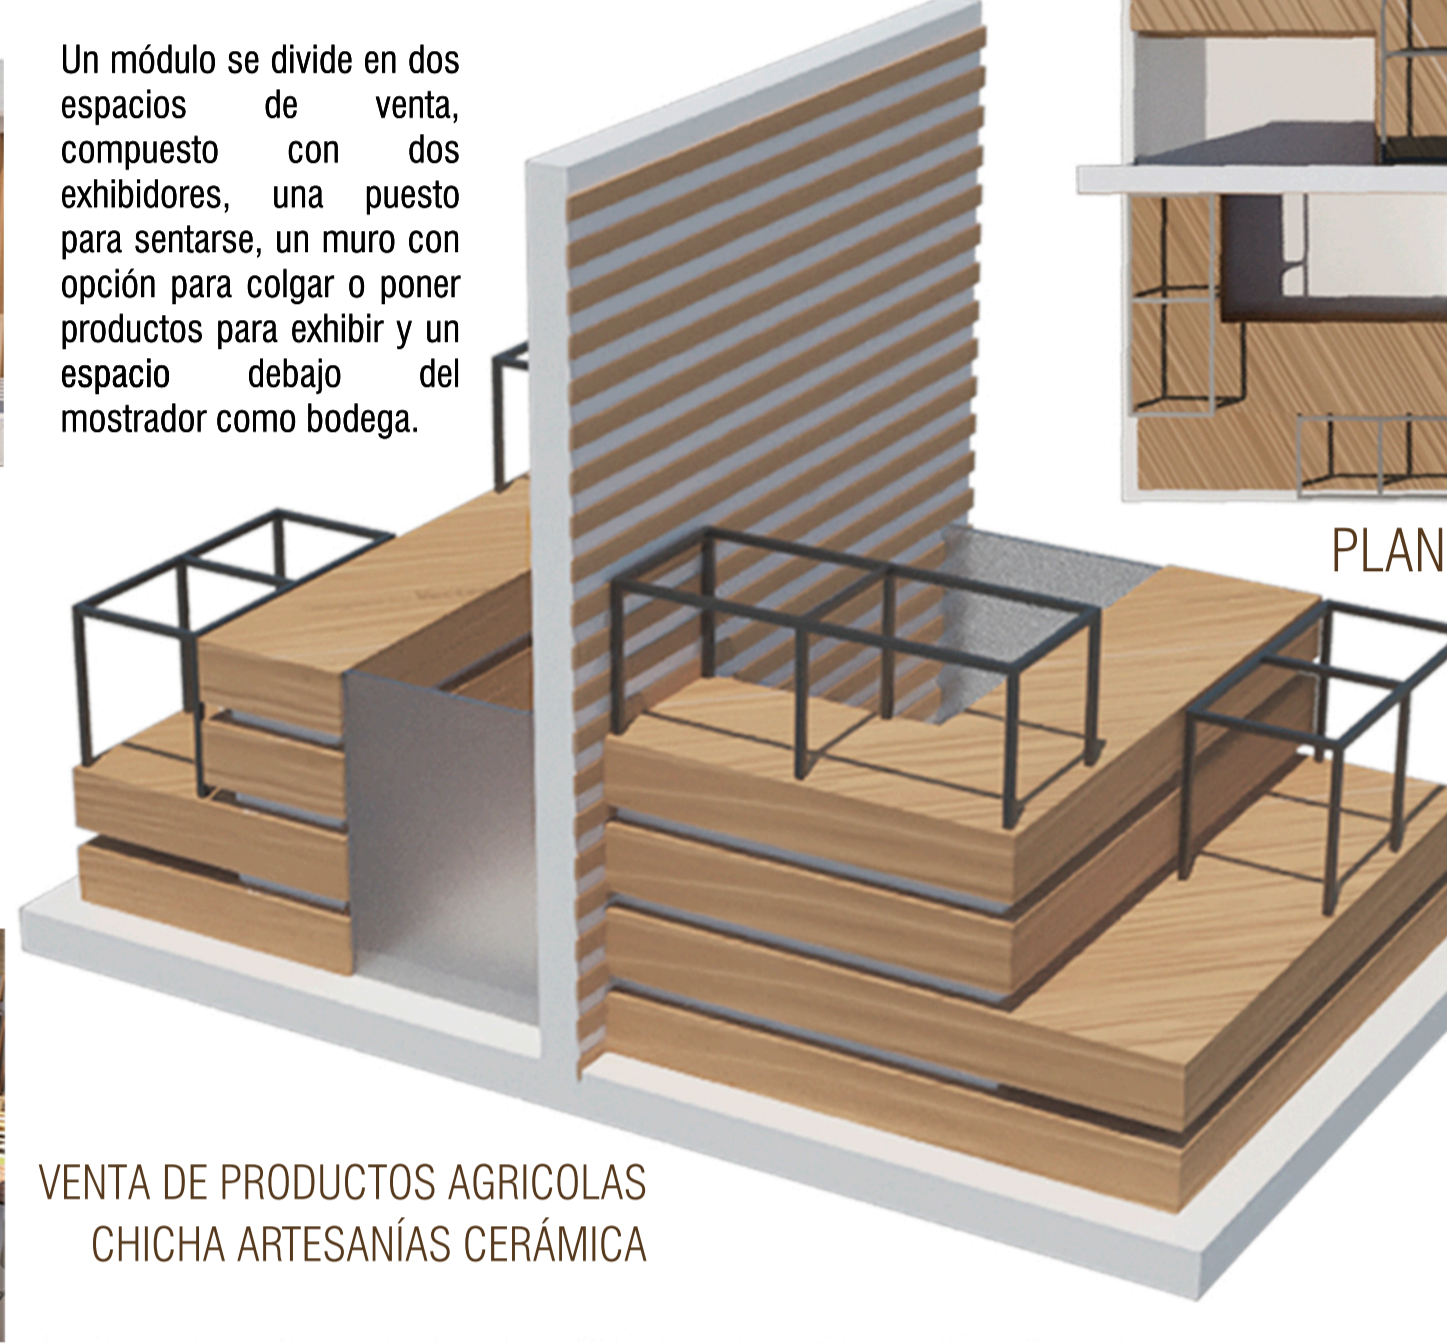 Un módulo se divide en dos
espacios de venta,
compuesto con dos
exhibidores, una puesto
para sentarse, un muro con
opción para colgar o poner
productos para exhibir y un
espacio debajo del
mostrador como bodega.
PLAN
VENTA DE PRODUCTOS AGRICOLAS
CHICHA ARTESANÍAS CERÁMICA